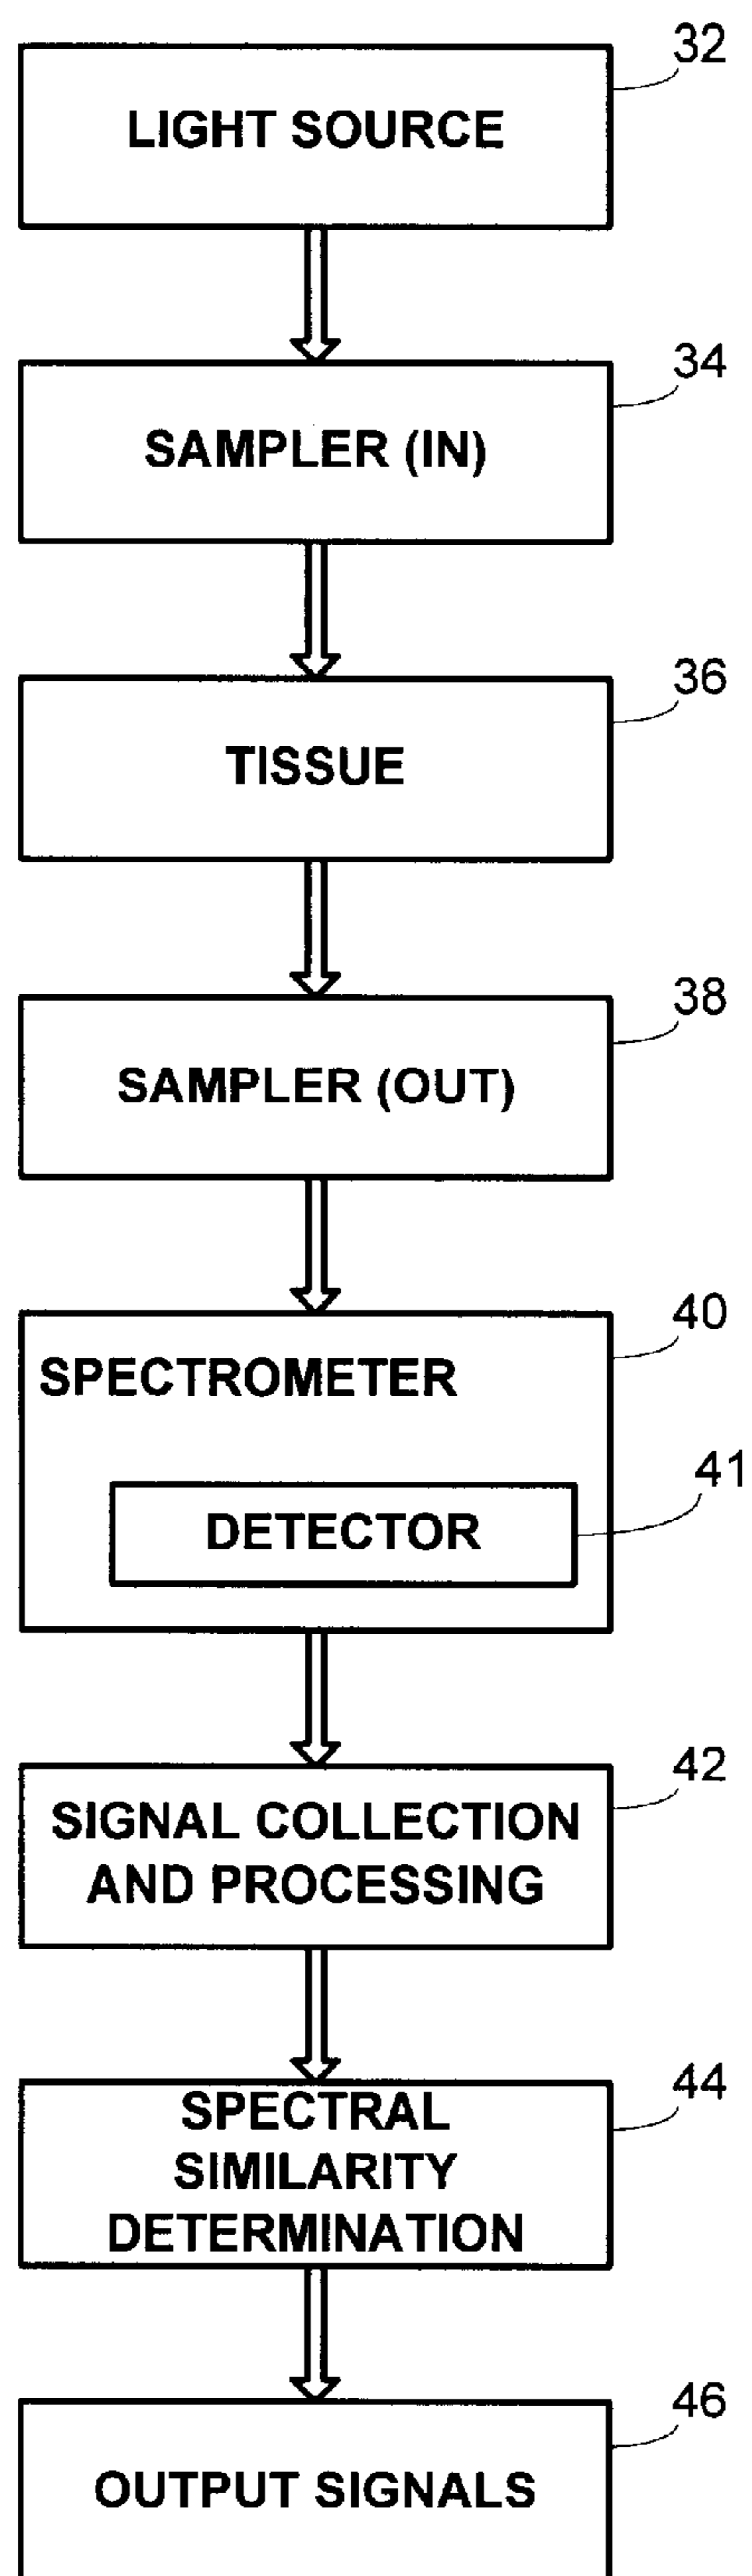 32
LIGHT SOURCE
34
SAMPLER (IN)
36
TISSUE
38
SAMPLER (OUT)
40
SPECTROMETER
41
DETECTOR
42
SIGNAL COLLECTION
AND PROCESSING
44
SPECTRAL
SIMILARITY
DETERMINATION
46
OUTPUT SIGNALS